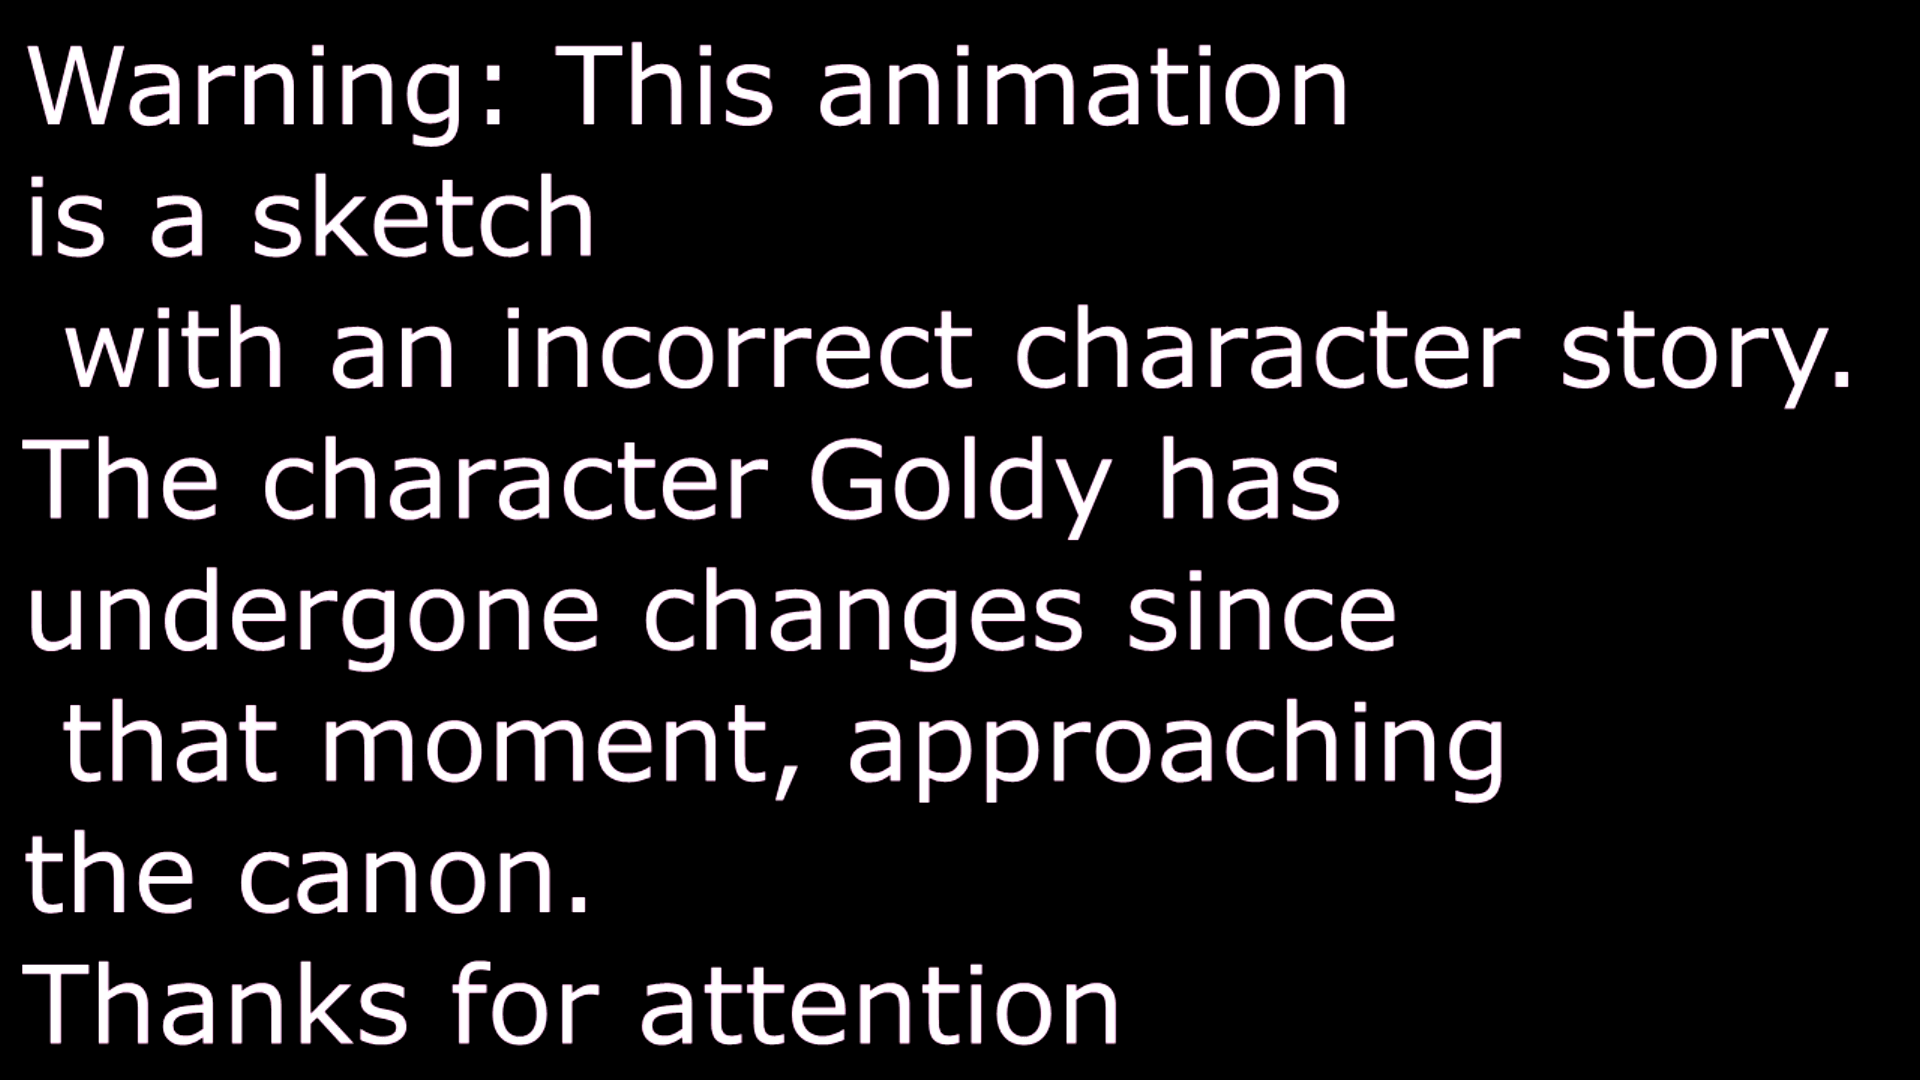 Warning: This animation
is a sketch
with an incorrect character story.
The character Goldy has
undergone changes since
that moment, approaching
the canon.
Thanks for attention